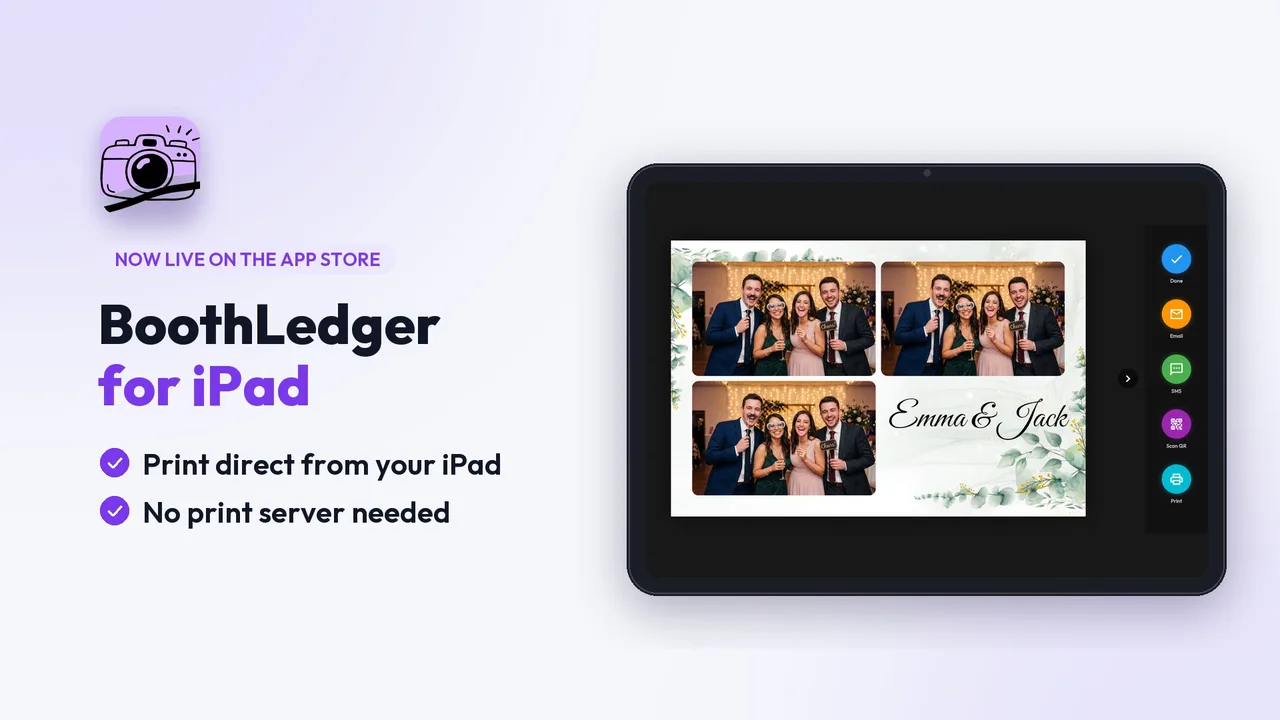 NOW LIVE ON THE APP STORE
BoothLedger
for iPad
Print direct from your iPad
No print server needed
Emma & Jack
Done
Email
SMS
Scan QR
Print